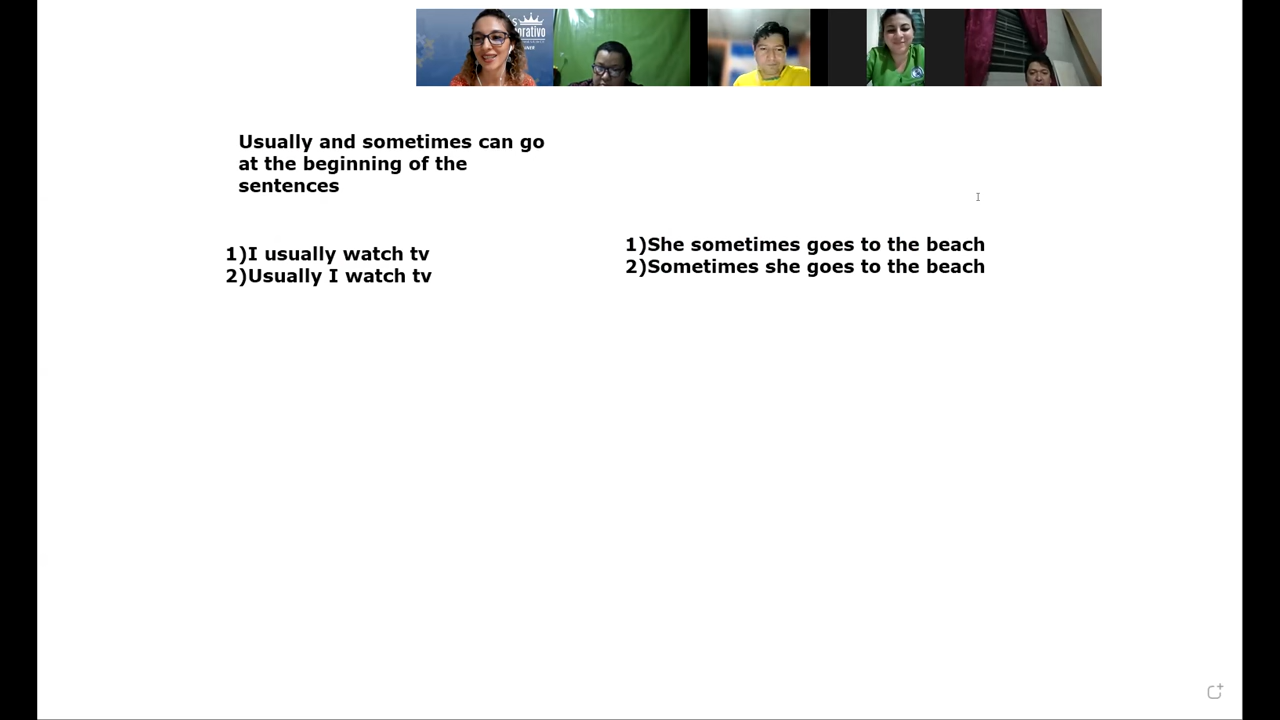 orativo
Usually and sometimes can go
at the beginning of the
sentences
1)I usually watch tv
2)Usually I watch tv
1)She sometimes goes to the beach
2)Sometimes she goes to the beach